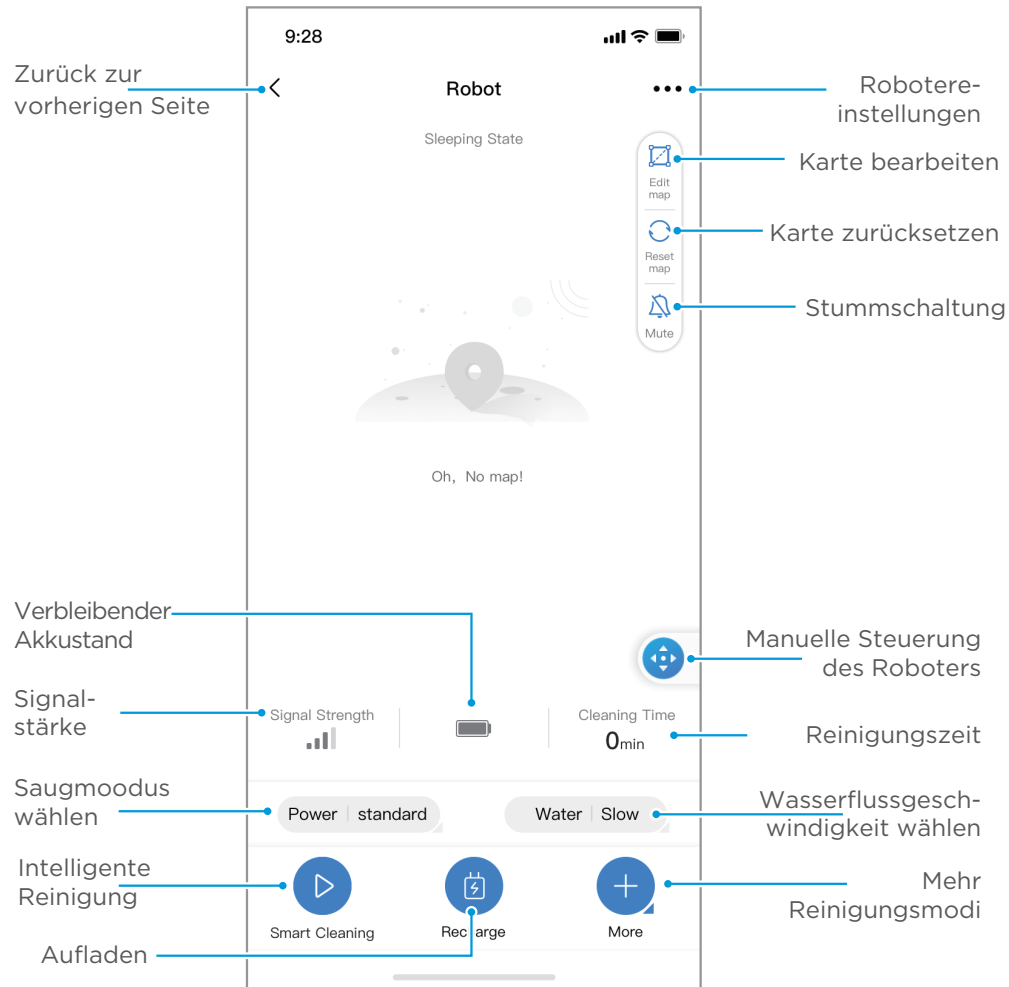 9:28
Zurück zur
vorherigen Seite
Robot
Robotere-
instellungen
Sleeping State
Karte bearbeiten
Edit
map
Karte zurücksetzen
Reset
map
Stummschaltung
Mute
Oh, No map!
Verbleibender
Akkustand
Manuelle Steuerung
des Roboters
Signal-
stärke
Signal Strength
Cleaning Time
0min
Reinigungszeit
Saugmoodus
wählen
Power standard
Water Slow
Wasserflussgesch-
windigkeit wählen
Intelligente
Reinigung
Mehr
Reinigungsmodi
Smart Cleaning
Recharge
More
Aufladen